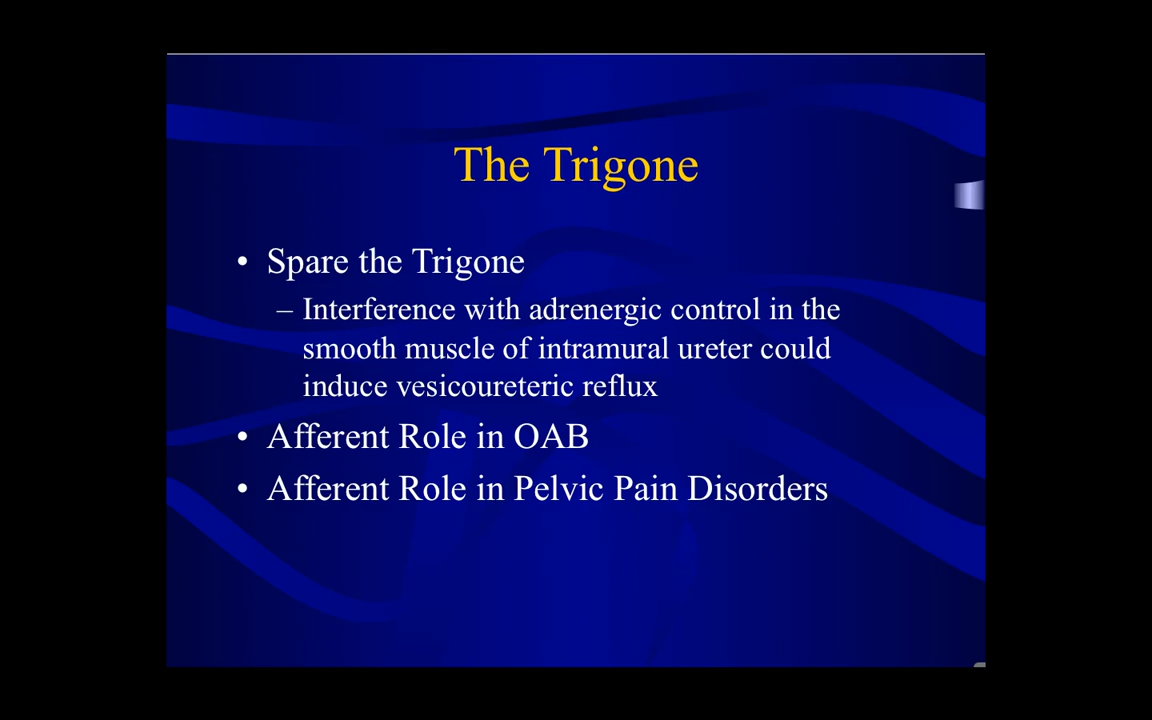 The Trigone
• Spare the Trigone
– Interference with adrenergic control in the
smooth muscle of intramural ureter could
induce vesicoureteric reflux
• Afferent Role in OAB
• Afferent Role in Pelvic Pain Disorders